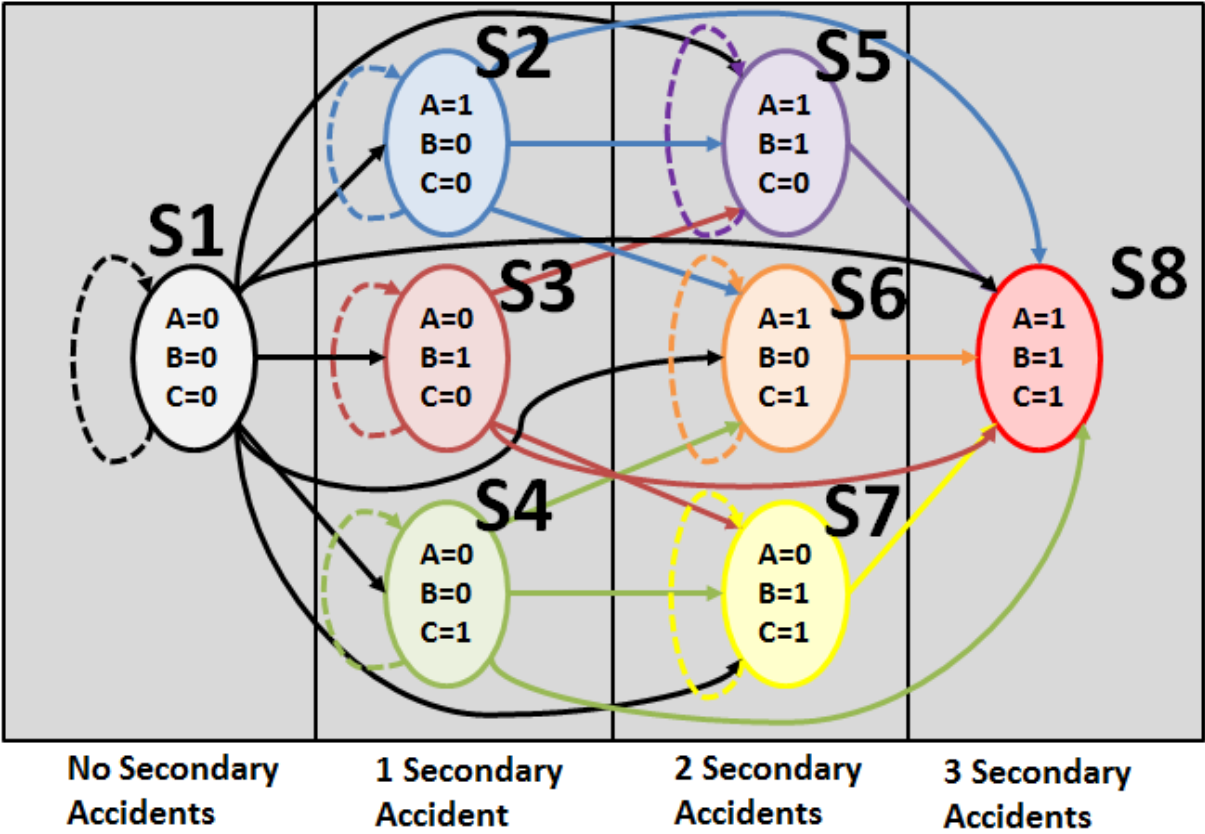 S1
A=0
B=0
C=0
S2
A=1
B=0
C=0
S3
A=0
B=1
C=0
S4
A=0
B=0
C=1
S5
A=1
B=1
C=0
S6
A=1
B=0
C=1
S7
A=0
B=1
C=1
S8
A=1
B=1
C=1
No Secondary
Accidents
1 Secondary
Accident
2 Secondary
Accidents
3 Secondary
Accidents